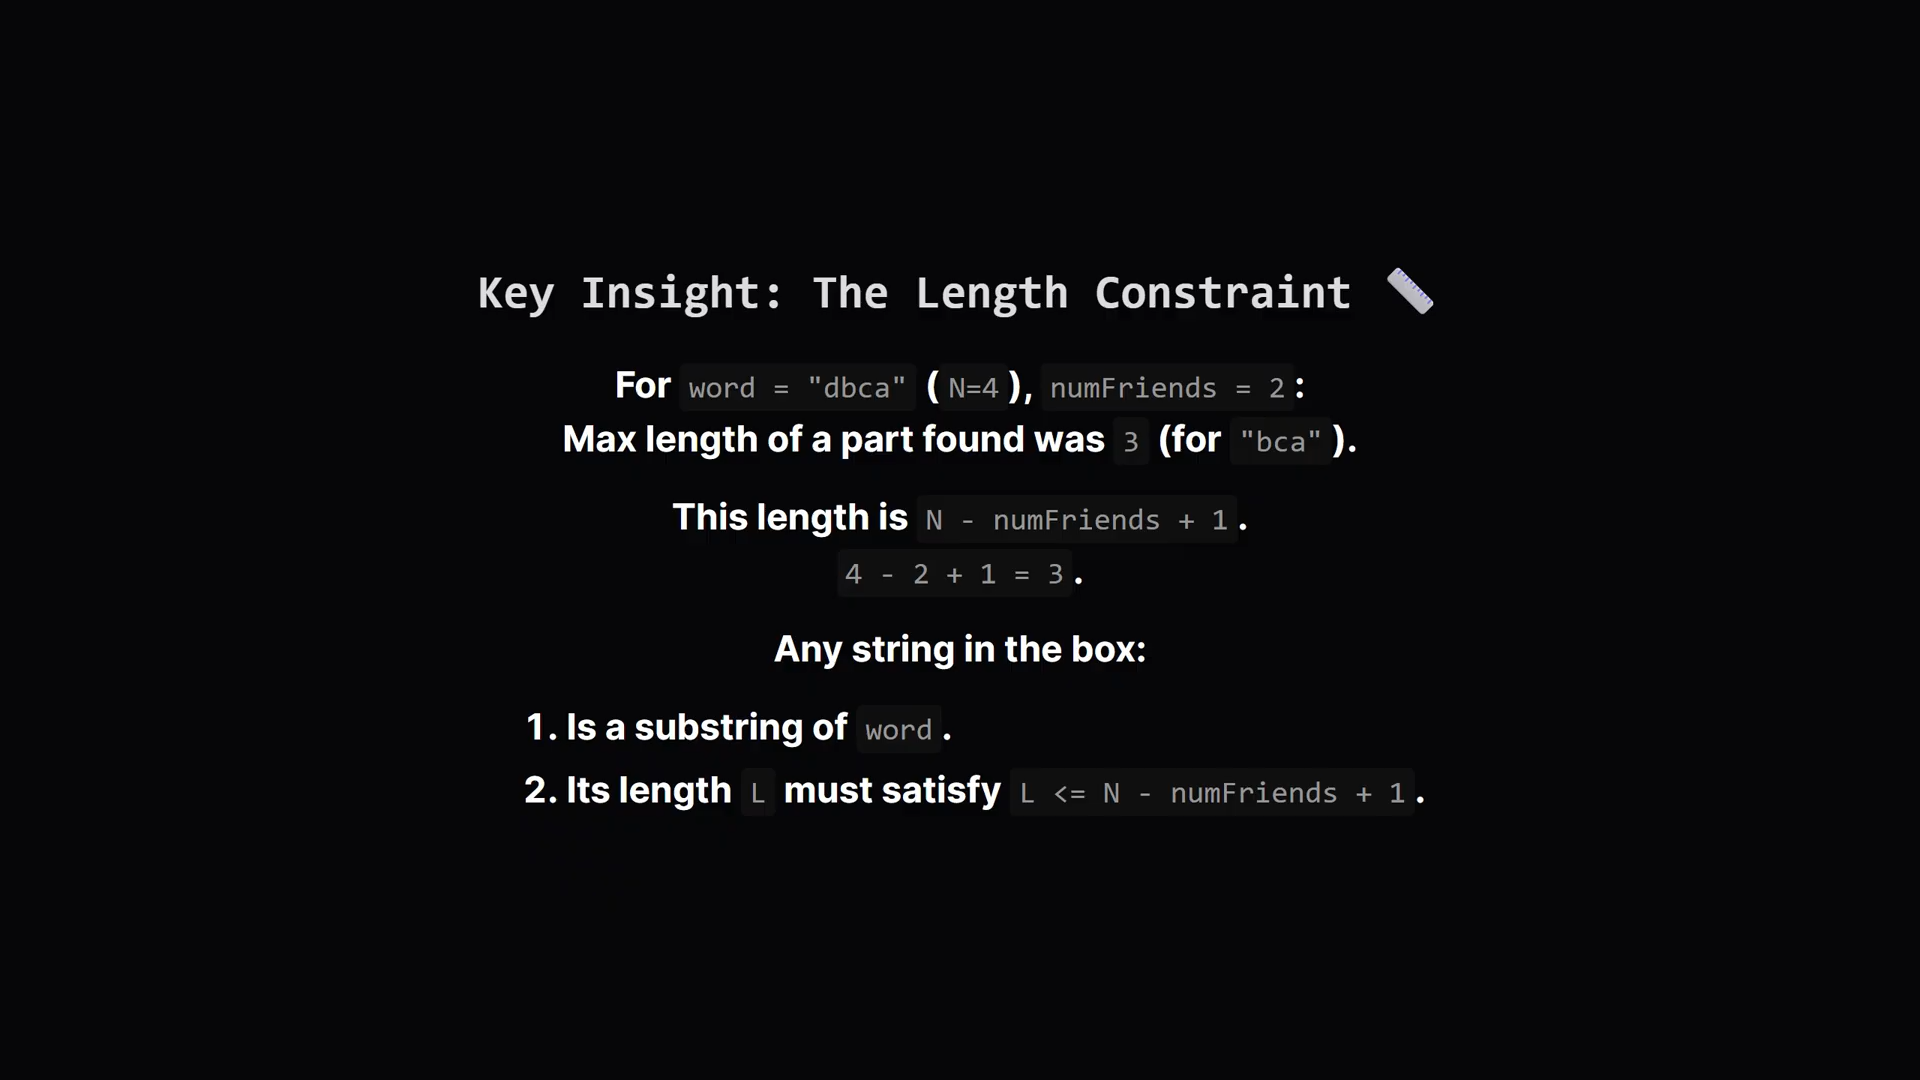 Key Insight: The Length Constraint 📏
For word = "dbca" (N=4), numFriends = 2:
Max length of a part found was 3 (for "bca").
This length is N - numFriends + 1.
4 - 2 + 1 = 3.
Any string in the box:
1. Is a substring of word.
2. Its length L must satisfy L <= N - numFriends + 1.